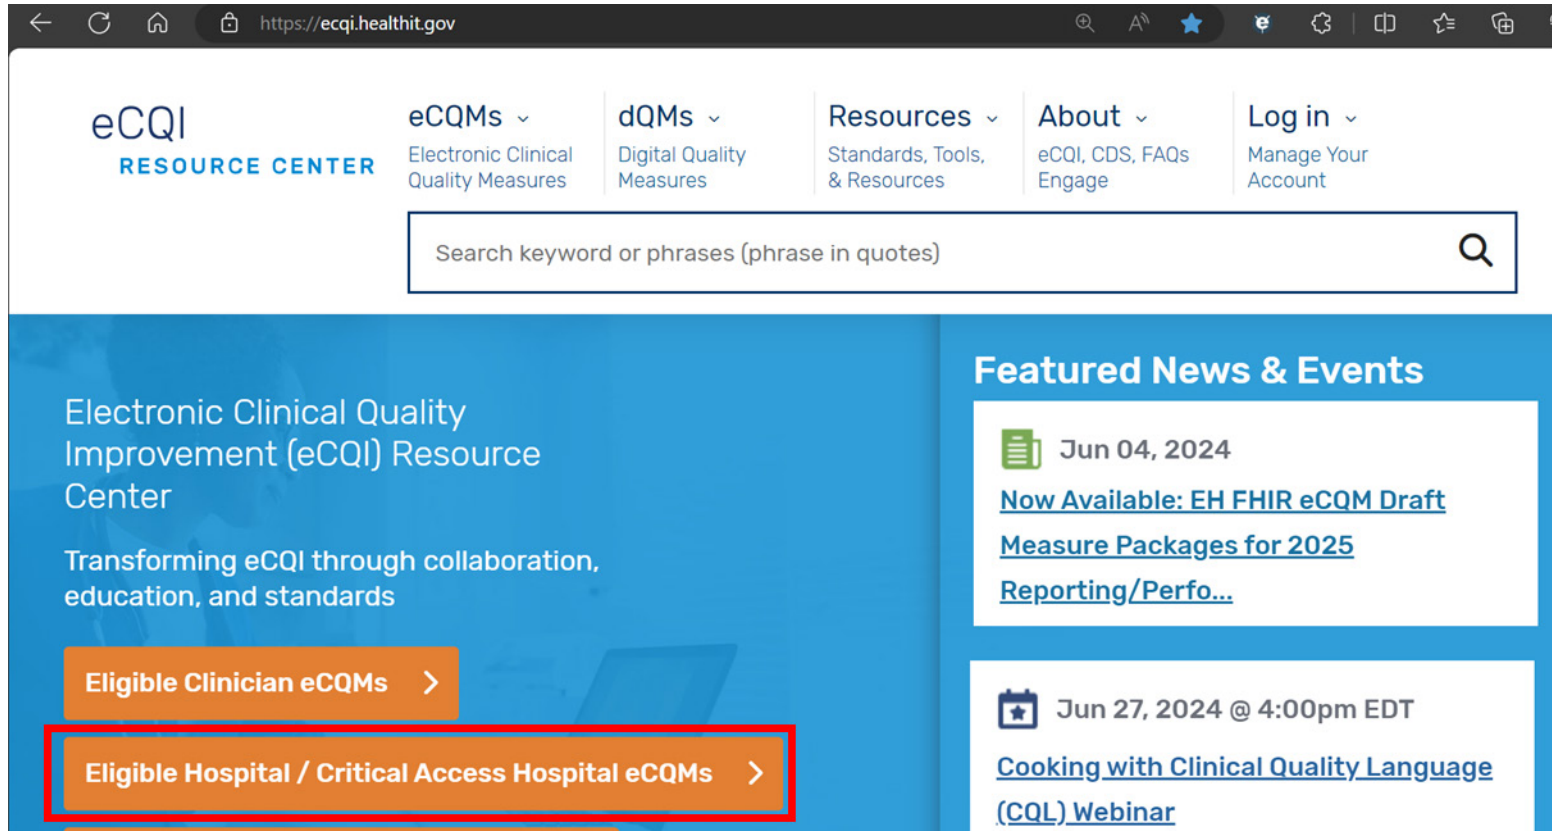 https://ecqi.healthit.gov
eCQI
RESOURCE CENTER
eCQMs
Electronic Clinical
Quality Measures
dQMs
Digital Quality
Measures
Resources
Standards, Tools,
& Resources
About
eCQI, CDS, FAQs
Engage
Log in
Manage Your
Account
Search keyword or phrases (phrase in quotes)
Electronic Clinical Quality
Improvement (eCQI) Resource
Center
Transforming eCQI through collaboration,
education, and standards
Eligible Clinician eCQMs
Eligible Hospital / Critical Access Hospital eCQMs
Featured News & Events
Jun 04, 2024
Now Available: EH FHIR eCQM Draft
Measure Packages for 2025
Reporting/Perfo...
Jun 27, 2024 @ 4:00pm EDT
Cooking with Clinical Quality Language
(CQL) Webinar